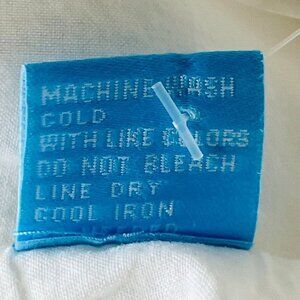 MACHINE WASH
COLD
WITH LIKE COLORS
DO NOT BLEACH
LINE DRY
COOL IRON